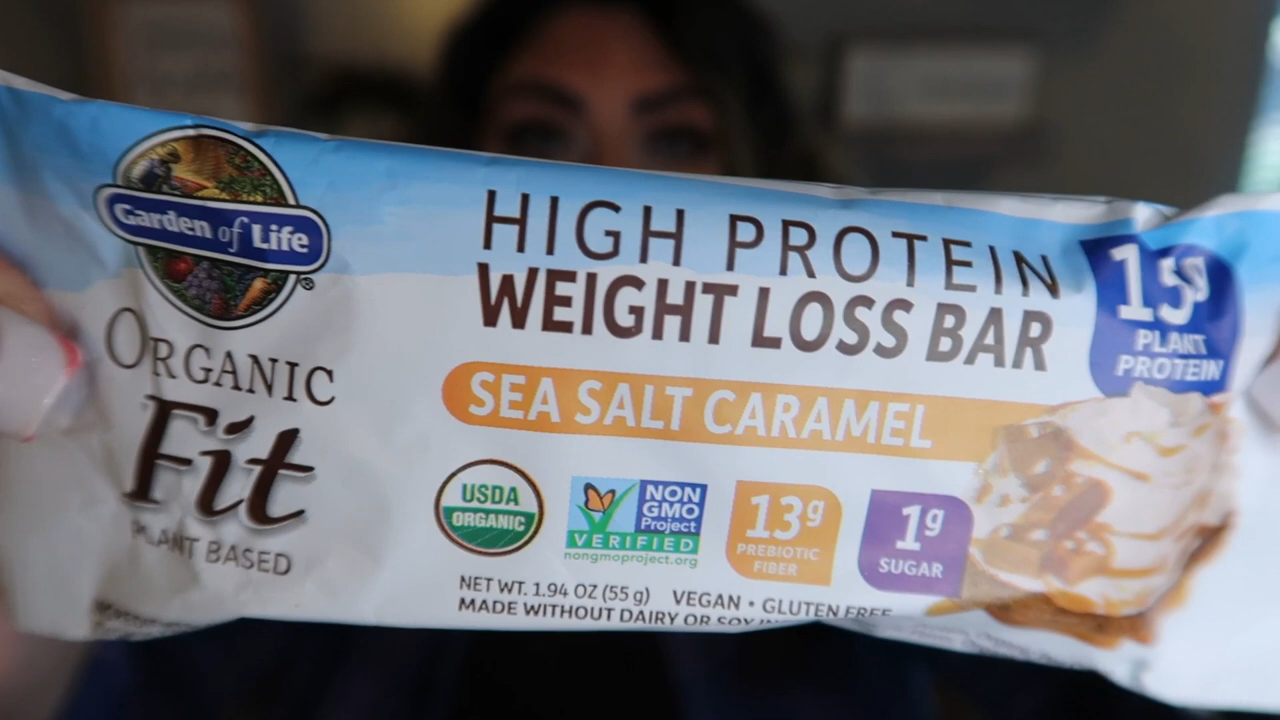 Garden of Life
ORGANIC
Fit
PLANT BASED
HIGH PROTEIN
WEIGHT LOSS BAR
SEA SALT CARAMEL
15g
PLANT
PROTEIN
USDA
ORGANIC
NON
GMO
Project
VERIFIED
nongmoproject.org
13g
PREBIOTIC
FIBER
1g
SUGAR
NET WT. 1.94 OZ (55 g) VEGAN • GLUTEN FREE
MADE WITHOUT DAIRY OR SOY